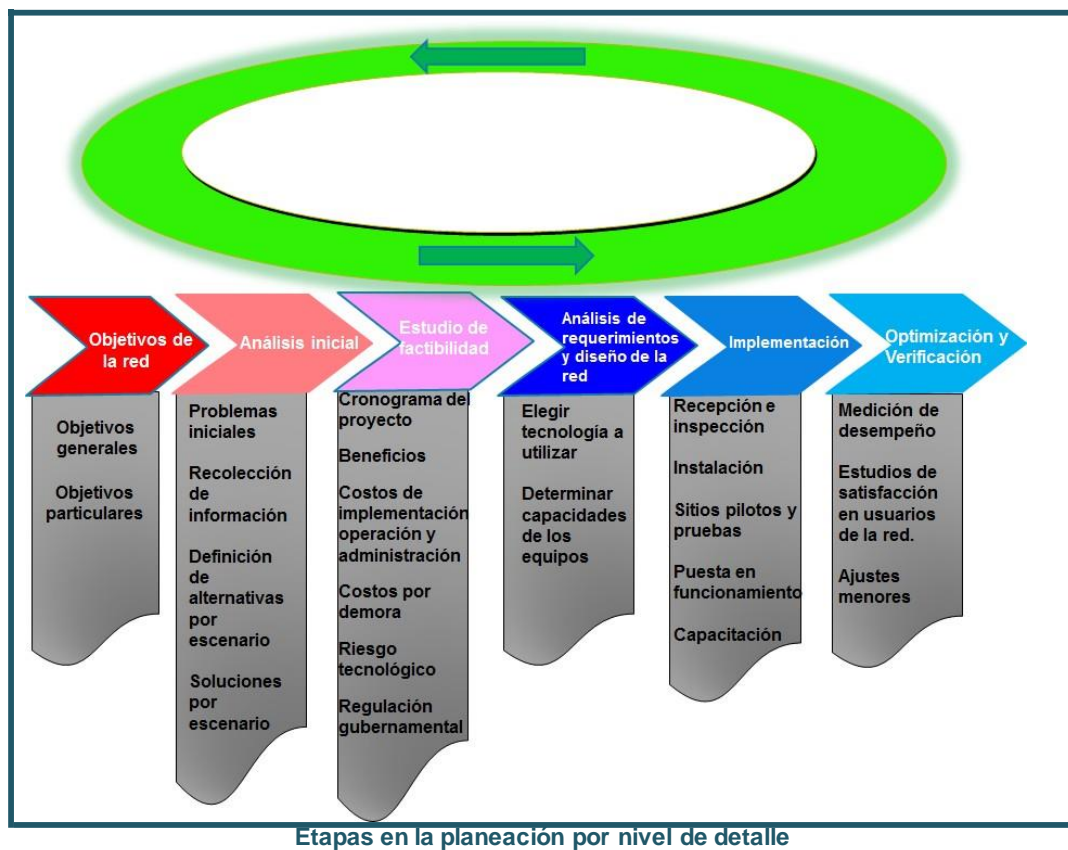 Objetivos de
la red
Análisis inicial
Estudio de
factibilidad
Análisis de
requerimientos
y diseño de la
red
Implementación
Optimización y
Verificación
Objetivos
generales
Objetivos
particulares
Problemas
iniciales
Recolección
de
información
Definición
de
alternativas
por
escenario
Soluciones
por
escenario
Cronograma del
proyecto
Beneficios
Costos de
implementación
operación y
administración
Costos por
demora
Riesgo
tecnológico
Regulación
gubernamental
Elegir
tecnología a
utilizar
Determinar
capacidades
de los
equipos
Recepción e
inspección
Instalación
Sitios pilotos y
pruebas
Puesta en
funcionamiento
Capacitación
Medición de
desempeño
Estudios de
satisfacción
en usuarios
de la red.
Ajustes
menores
Etapas en la planeación por nivel de detalle